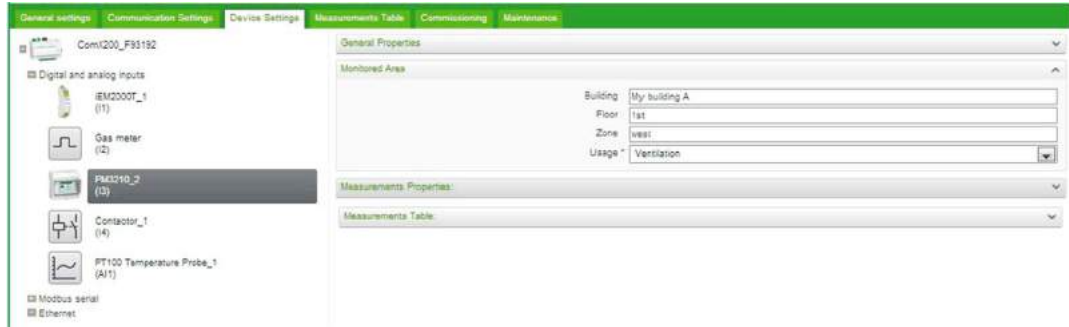 General settings
Communication Settings
Device Settings
Measurements Table
Commissioning
Maintenance
ComX200_F93192
Digital and analog inputs
iEM2000T_1
(I1)
Gas meter
(I2)
PM3210_2
(I3)
Contactor_1
(I4)
PT100 Temperature Probe_1
(AI1)
Modbus serial
Ethernet
General Properties
Monitored Area
Building My building A
Floor 1st
Zone west
Usage * Ventilation
Measurements Properties:
Measurements Table: